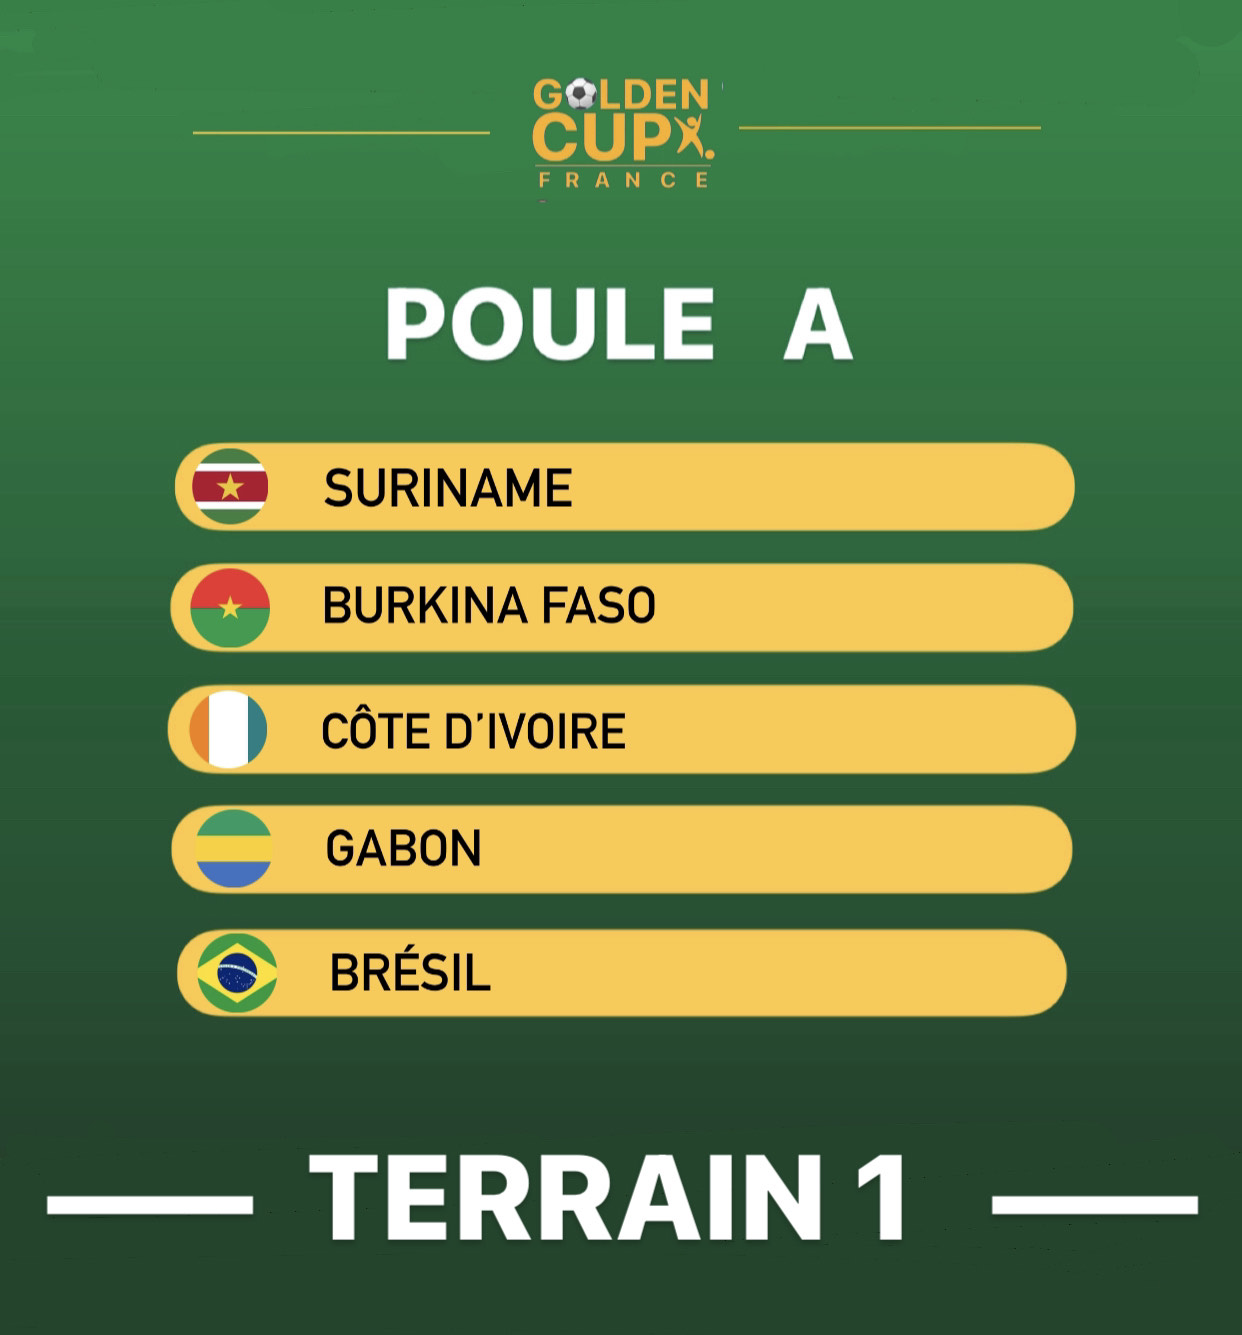 GOLDEN
CUP
FRANCE
POULE A
SURINAME
BURKINA FASO
CÔTE D'IVOIRE
GABON
BRÉSIL
TERRAIN 1